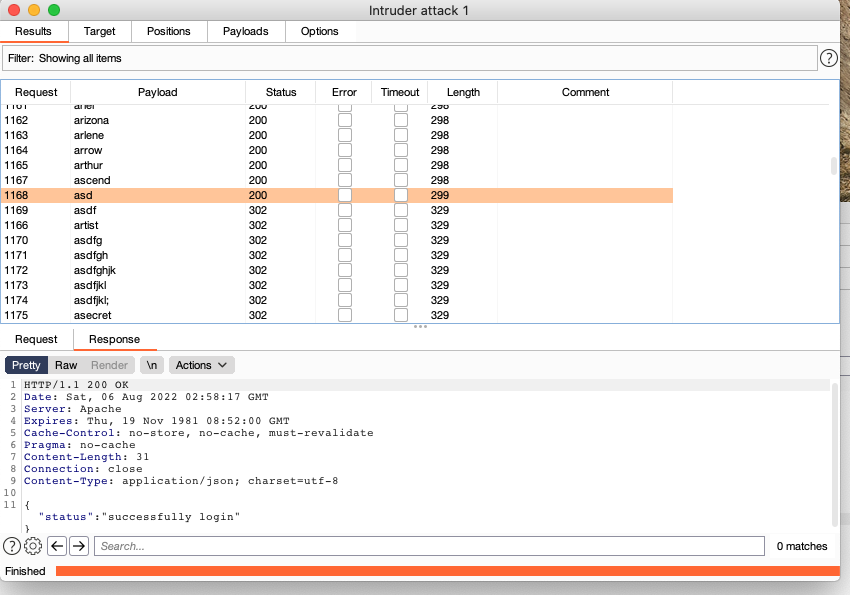 Intruder attack 1
Results Target Positions Payloads Options
Filter: Showing all items ?
Request Payload Status Error Timeout Length Comment
1161 ariel 200 298
1162 arizona 200 298
1163 arlene 200 298
1164 arrow 200 298
1165 arthur 200 298
1167 ascend 200 298
1168 asd 200 299
1169 asdf 302 329
1166 artist 302 329
1170 asdfg 302 329
1171 asdfgh 302 329
1172 asdfghjk 302 329
1173 asdfjkl 302 329
1174 asdfjkl; 302 329
1175 asecret 302 329
Request Response
Pretty Raw Render \n Actions
1 HTTP/1.1 200 OK
2 Date: Sat, 06 Aug 2022 02:58:17 GMT
3 Server: Apache
4 Expires: Thu, 19 Nov 1981 08:52:00 GMT
5 Cache-Control: no-store, no-cache, must-revalidate
6 Pragma: no-cache
7 Content-Length: 31
8 Connection: close
9 Content-Type: application/json; charset=utf-8
10
11 {
"status":"successfully login"
}
? Search... 0 matches
Finished